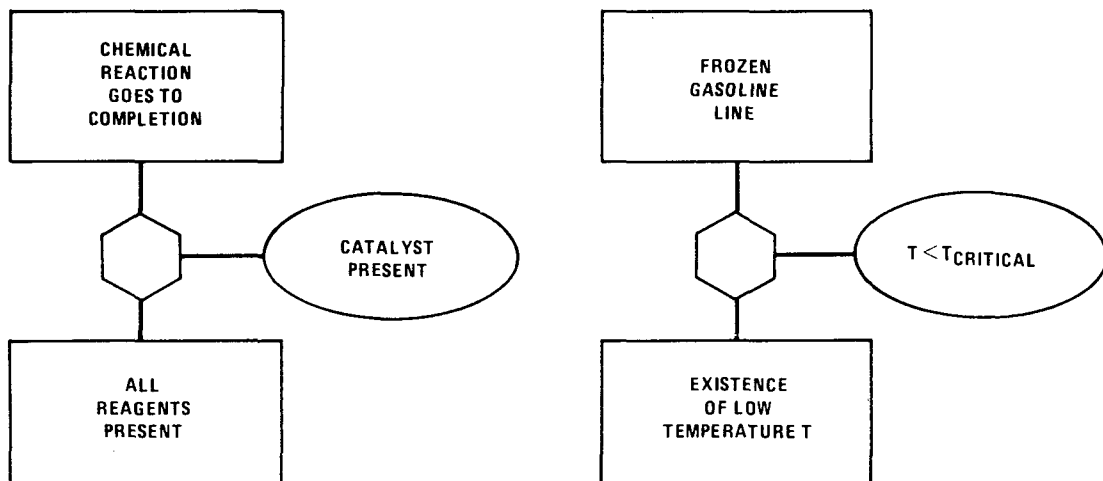 CHEMICAL
REACTION
GOES TO
COMPLETION
CATALYST
PRESENT
ALL
REAGENTS
PRESENT
FROZEN
GASOLINE
LINE
T < TCRITICAL
EXISTENCE
OF LOW
TEMPERATURE T